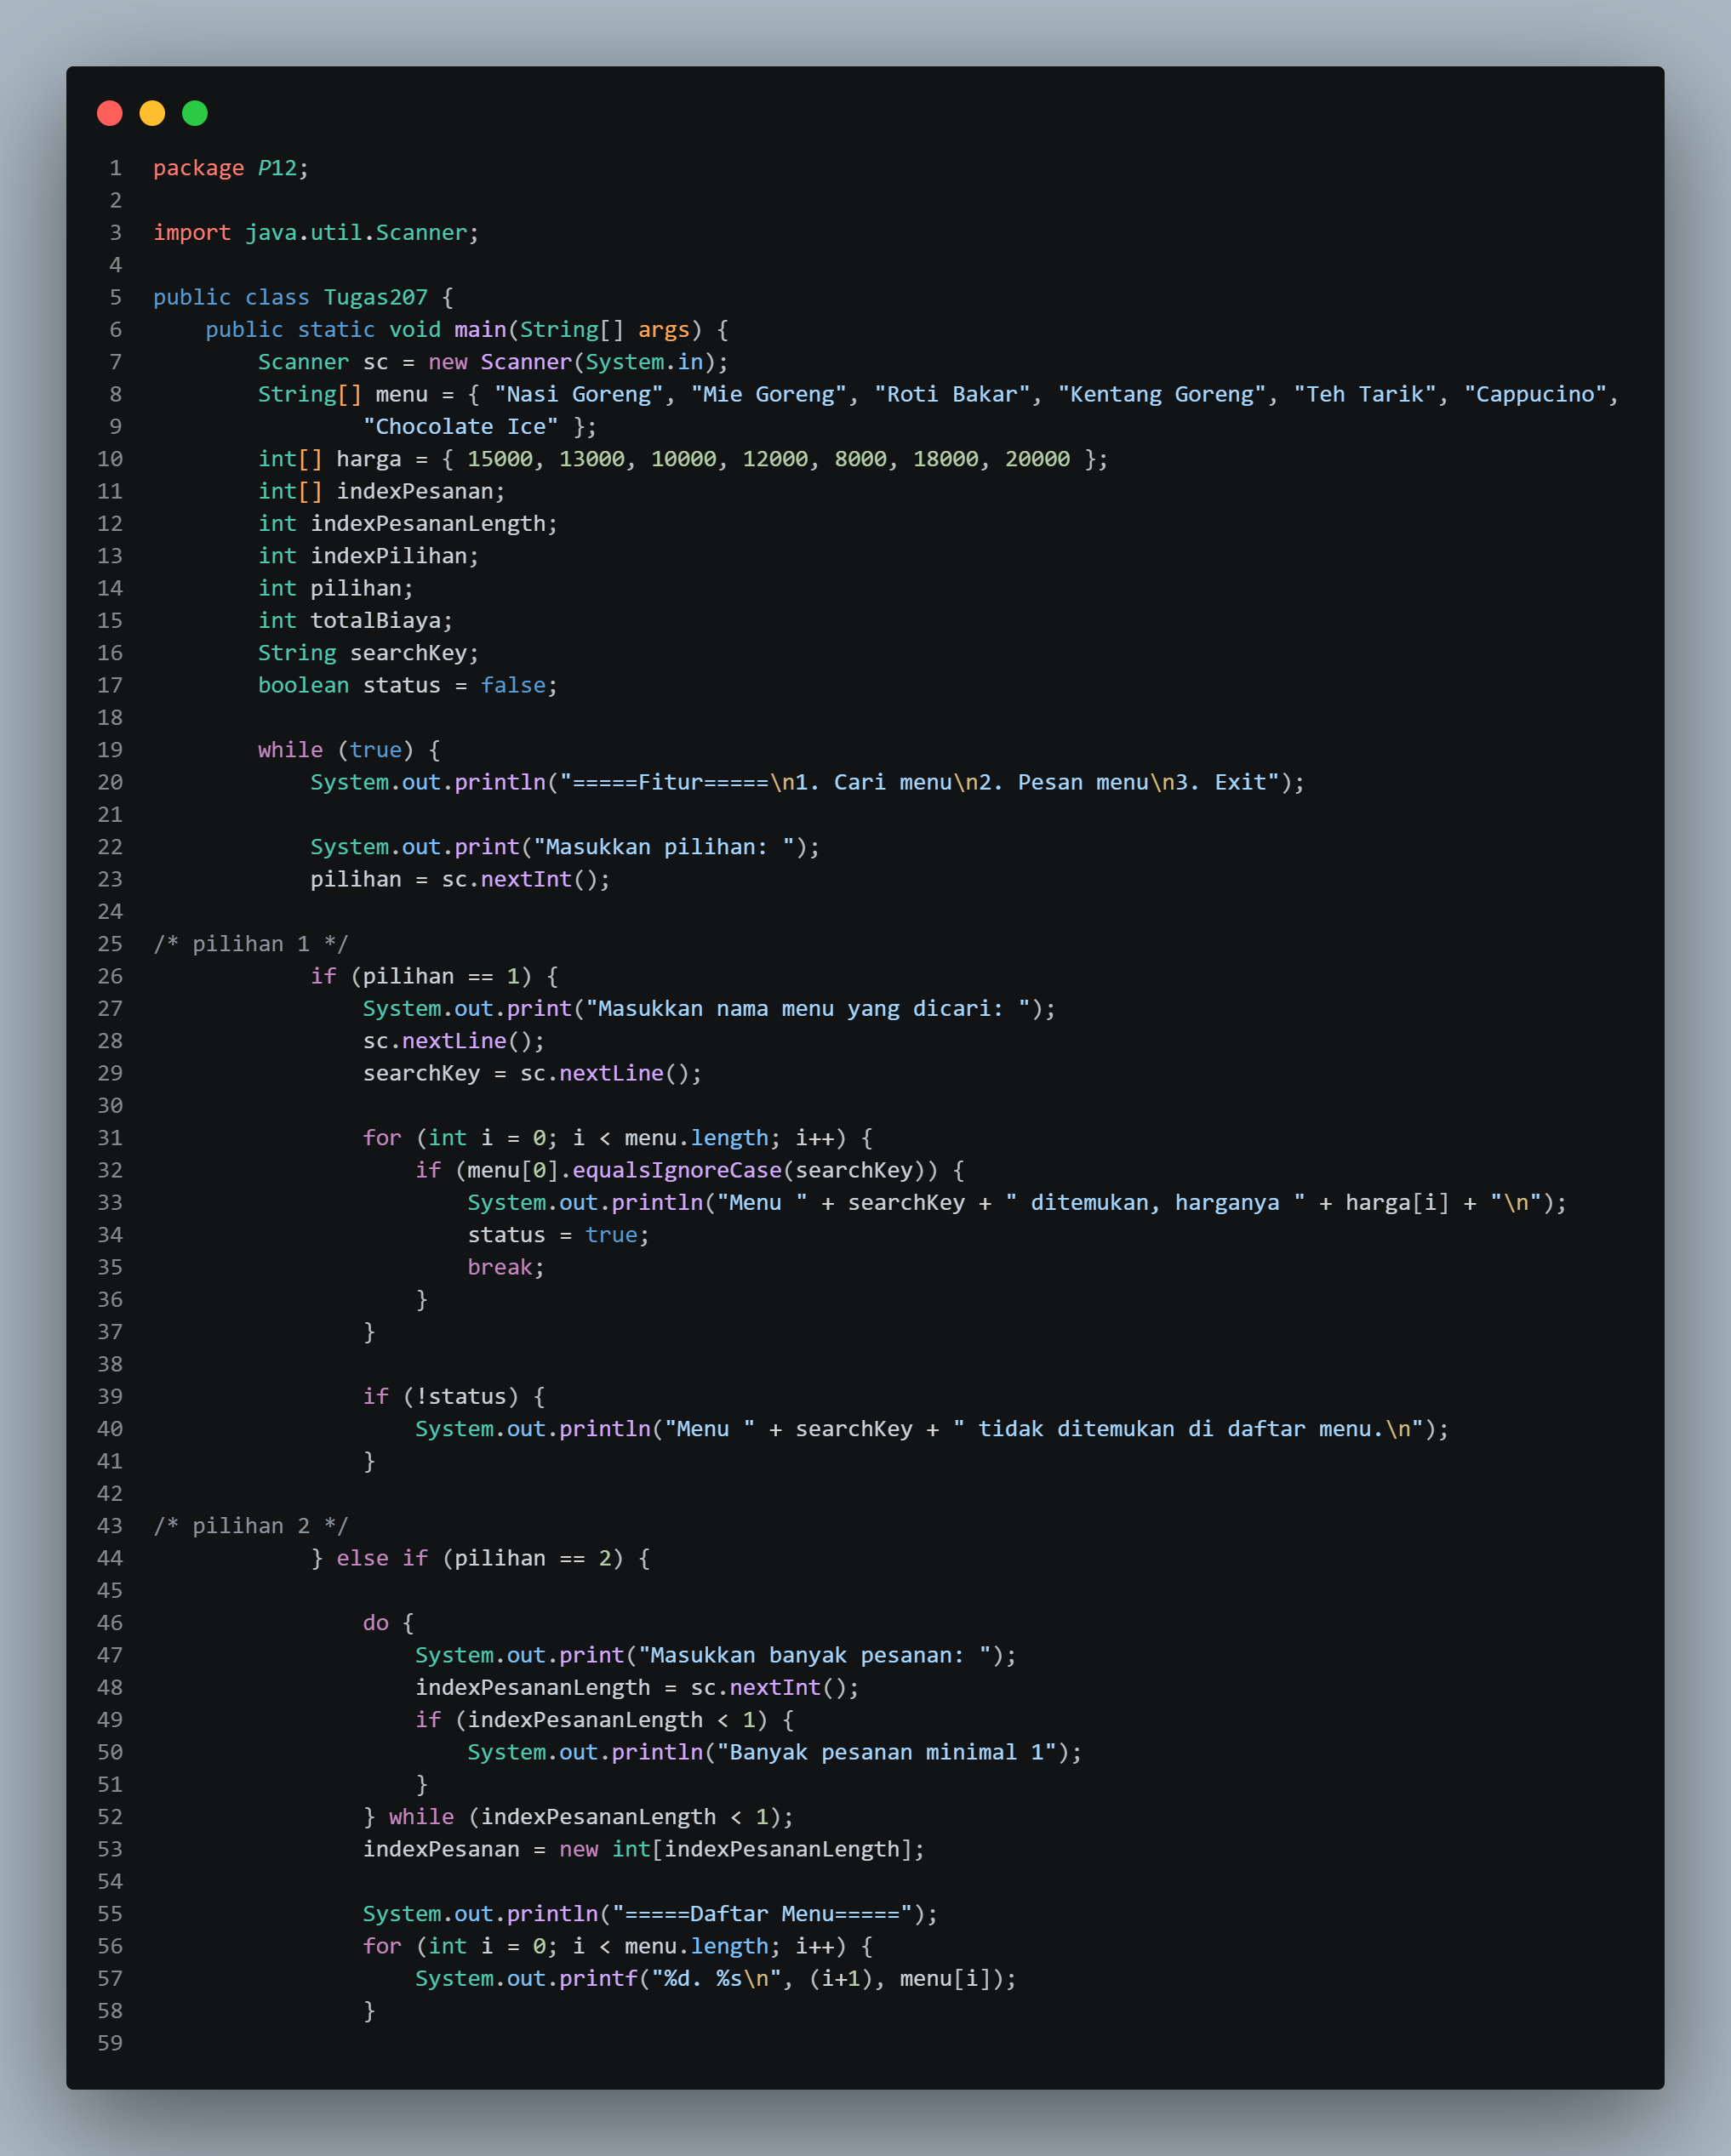 1 package P12;
2
3 import java.util.Scanner;
4
5 public class Tugas207 {
6     public static void main(String[] args) {
7         Scanner sc = new Scanner(System.in);
8         String[] menu = { "Nasi Goreng", "Mie Goreng", "Roti Bakar", "Kentang Goreng", "Teh Tarik", "Cappucino",
9                 "Chocolate Ice" };
10         int[] harga = { 15000, 13000, 10000, 12000, 8000, 18000, 20000 };
11         int[] indexPesanan;
12         int indexPesananLength;
13         int indexPilihan;
14         int pilihan;
15         int totalBiaya;
16         String searchKey;
17         boolean status = false;
18
19         while (true) {
20             System.out.println("=====Fitur=====\n1. Cari menu\n2. Pesan menu\n3. Exit");
21
22             System.out.print("Masukkan pilihan: ");
23             pilihan = sc.nextInt();
24
25 /* pilihan 1 */
26             if (pilihan == 1) {
27                 System.out.print("Masukkan nama menu yang dicari: ");
28                 sc.nextLine();
29                 searchKey = sc.nextLine();
30
31                 for (int i = 0; i < menu.length; i++) {
32                     if (menu[0].equalsIgnoreCase(searchKey)) {
33                         System.out.println("Menu " + searchKey + " ditemukan, harganya " + harga[i] + "\n");
34                         status = true;
35                         break;
36                     }
37                 }
38
39                 if (!status) {
40                     System.out.println("Menu " + searchKey + " tidak ditemukan di daftar menu.\n");
41                 }
42
43 /* pilihan 2 */
44             } else if (pilihan == 2) {
45
46                 do {
47                     System.out.print("Masukkan banyak pesanan: ");
48                     indexPesananLength = sc.nextInt();
49                     if (indexPesananLength < 1) {
50                         System.out.println("Banyak pesanan minimal 1");
51                     }
52                 } while (indexPesananLength < 1);
53                 indexPesanan = new int[indexPesananLength];
54
55                 System.out.println("=====Daftar Menu=====");
56                 for (int i = 0; i < menu.length; i++) {
57                     System.out.printf("%d. %s\n", (i+1), menu[i]);
58                 }
59